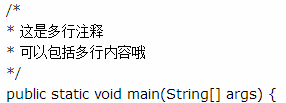 /*
* 这是多行注释
* 可以包括多行内容哦
*/
public static void main(String[] args) {